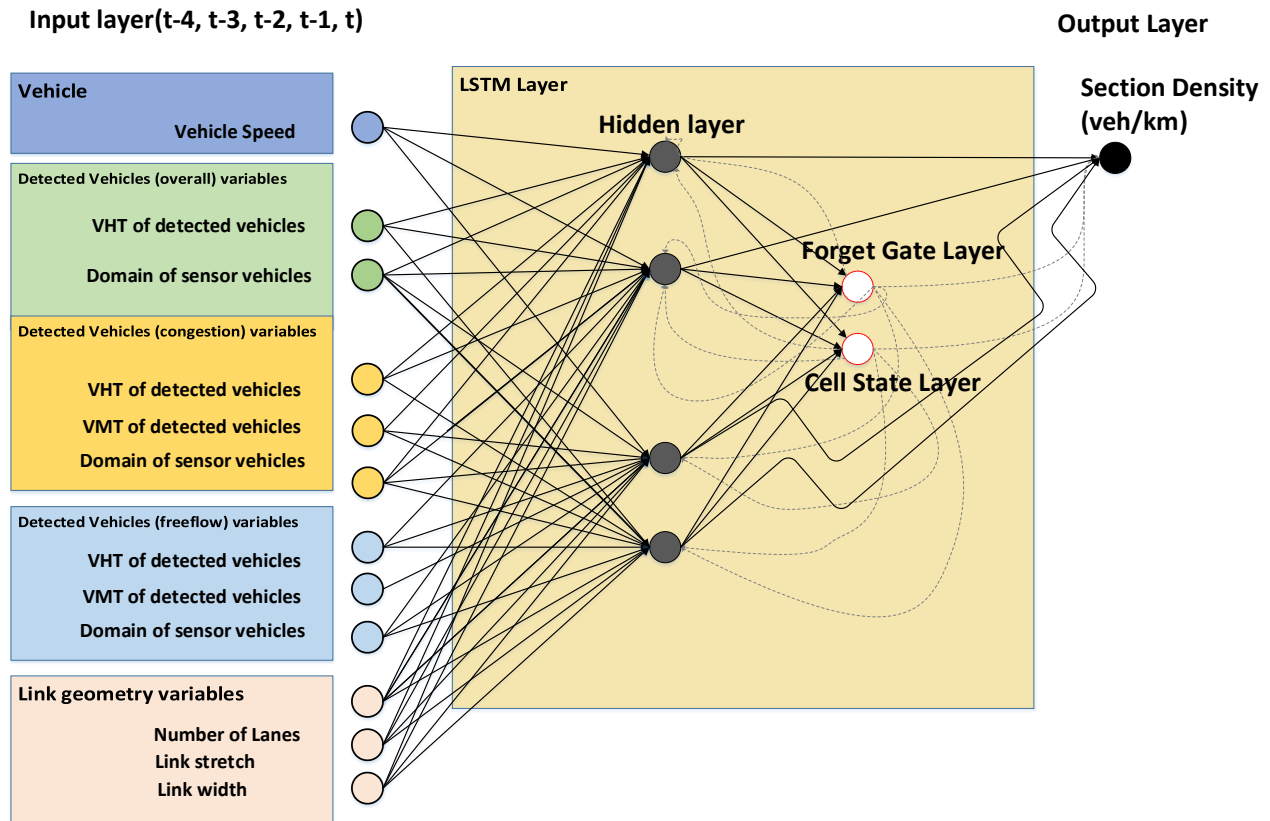 Input layer(t-4, t-3, t-2, t-1, t)
Output Layer
Vehicle
Vehicle Speed
Detected Vehicles (overall) variables
VHT of detected vehicles
Domain of sensor vehicles
Detected Vehicles (congestion) variables
VHT of detected vehicles
VMT of detected vehicles
Domain of sensor vehicles
Detected Vehicles (freeflow) variables
VHT of detected vehicles
VMT of detected vehicles
Domain of sensor vehicles
Link geometry variables
Number of Lanes
Link stretch
Link width
LSTM Layer
Hidden layer
Forget Gate Layer
Cell State Layer
Section Density
(veh/km)